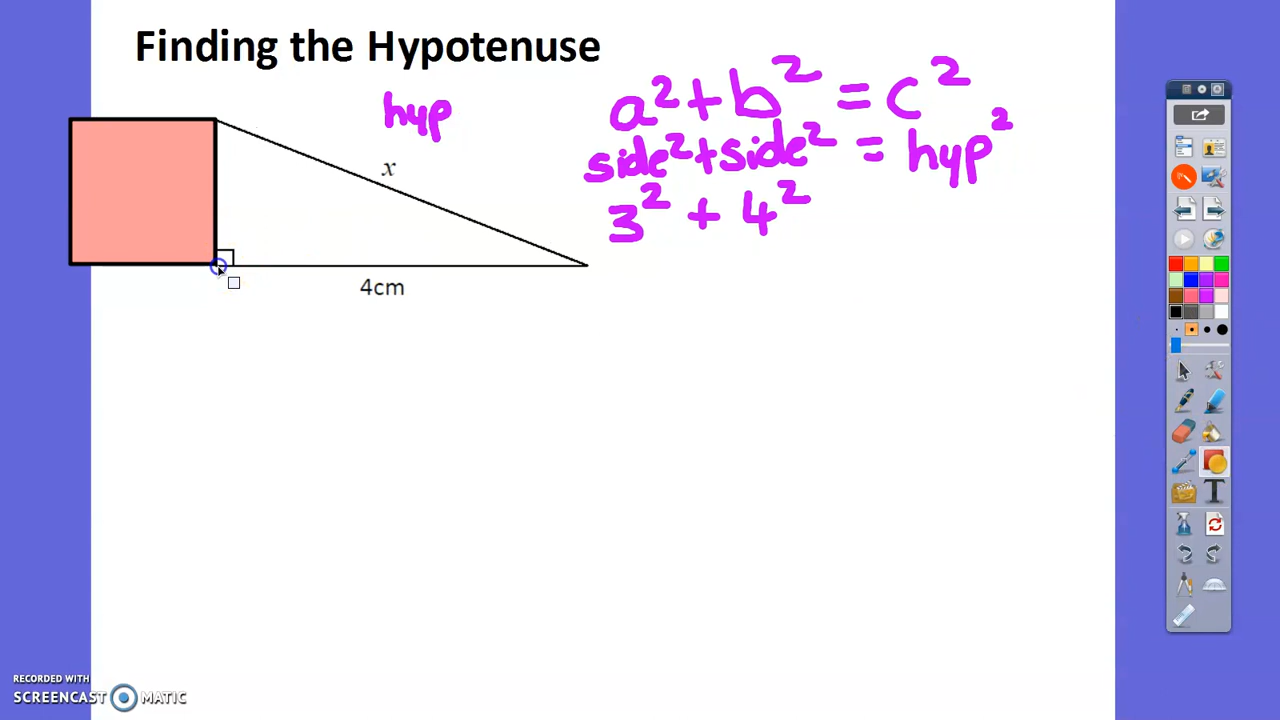 Finding the Hypotenuse
hyp
x
4cm
a² + b² = c²
side² + side² = hyp²
3² + 4²
RECORDED WITH
SCREENCAST MATIC